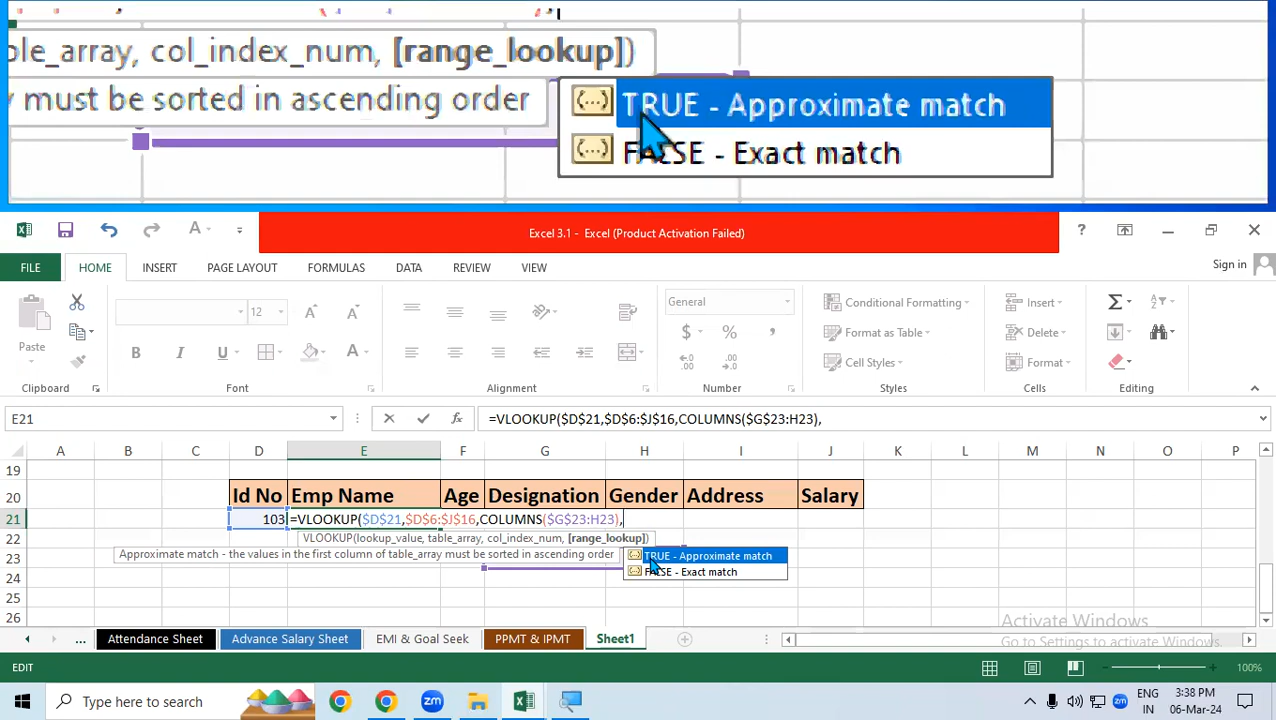 ble_array, col_index_num, [range_lookup])
y must be sorted in ascending order
TRUE - Approximate match
FALSE - Exact match
Excel 3.1 - Excel (Product Activation Failed)
FILE HOME INSERT PAGE LAYOUT FORMULAS DATA REVIEW VIEW Sign in
Paste
12
General
Conditional Formatting
Format as Table
Cell Styles
Insert
Delete
Format
Clipboard Font Alignment Number Styles Cells Editing
E21 =VLOOKUP($D$21,$D$6:$J$16,COLUMNS($G$23:H23),
A B C D E F G H I J K L M N O P
19
20 Id No Emp Name Age Designation Gender Address Salary
21 103 =VLOOKUP($D$21,$D$6:$J$16,COLUMNS($G$23:H23),
22 VLOOKUP(lookup_value, table_array, col_index_num, [range_lookup])
23 Approximate match - the values in the first column of table_array must be sorted in ascending order
TRUE - Approximate match
FALSE - Exact match
24
25
26
Activate Windows
Go to Settings to activate Windows.
... Attendance Sheet Advance Salary Sheet EMI & Goal Seek PPMT & IPMT Sheet1
EDIT 100%
Type here to search
ENG
IN
3:38 PM
06-Mar-24